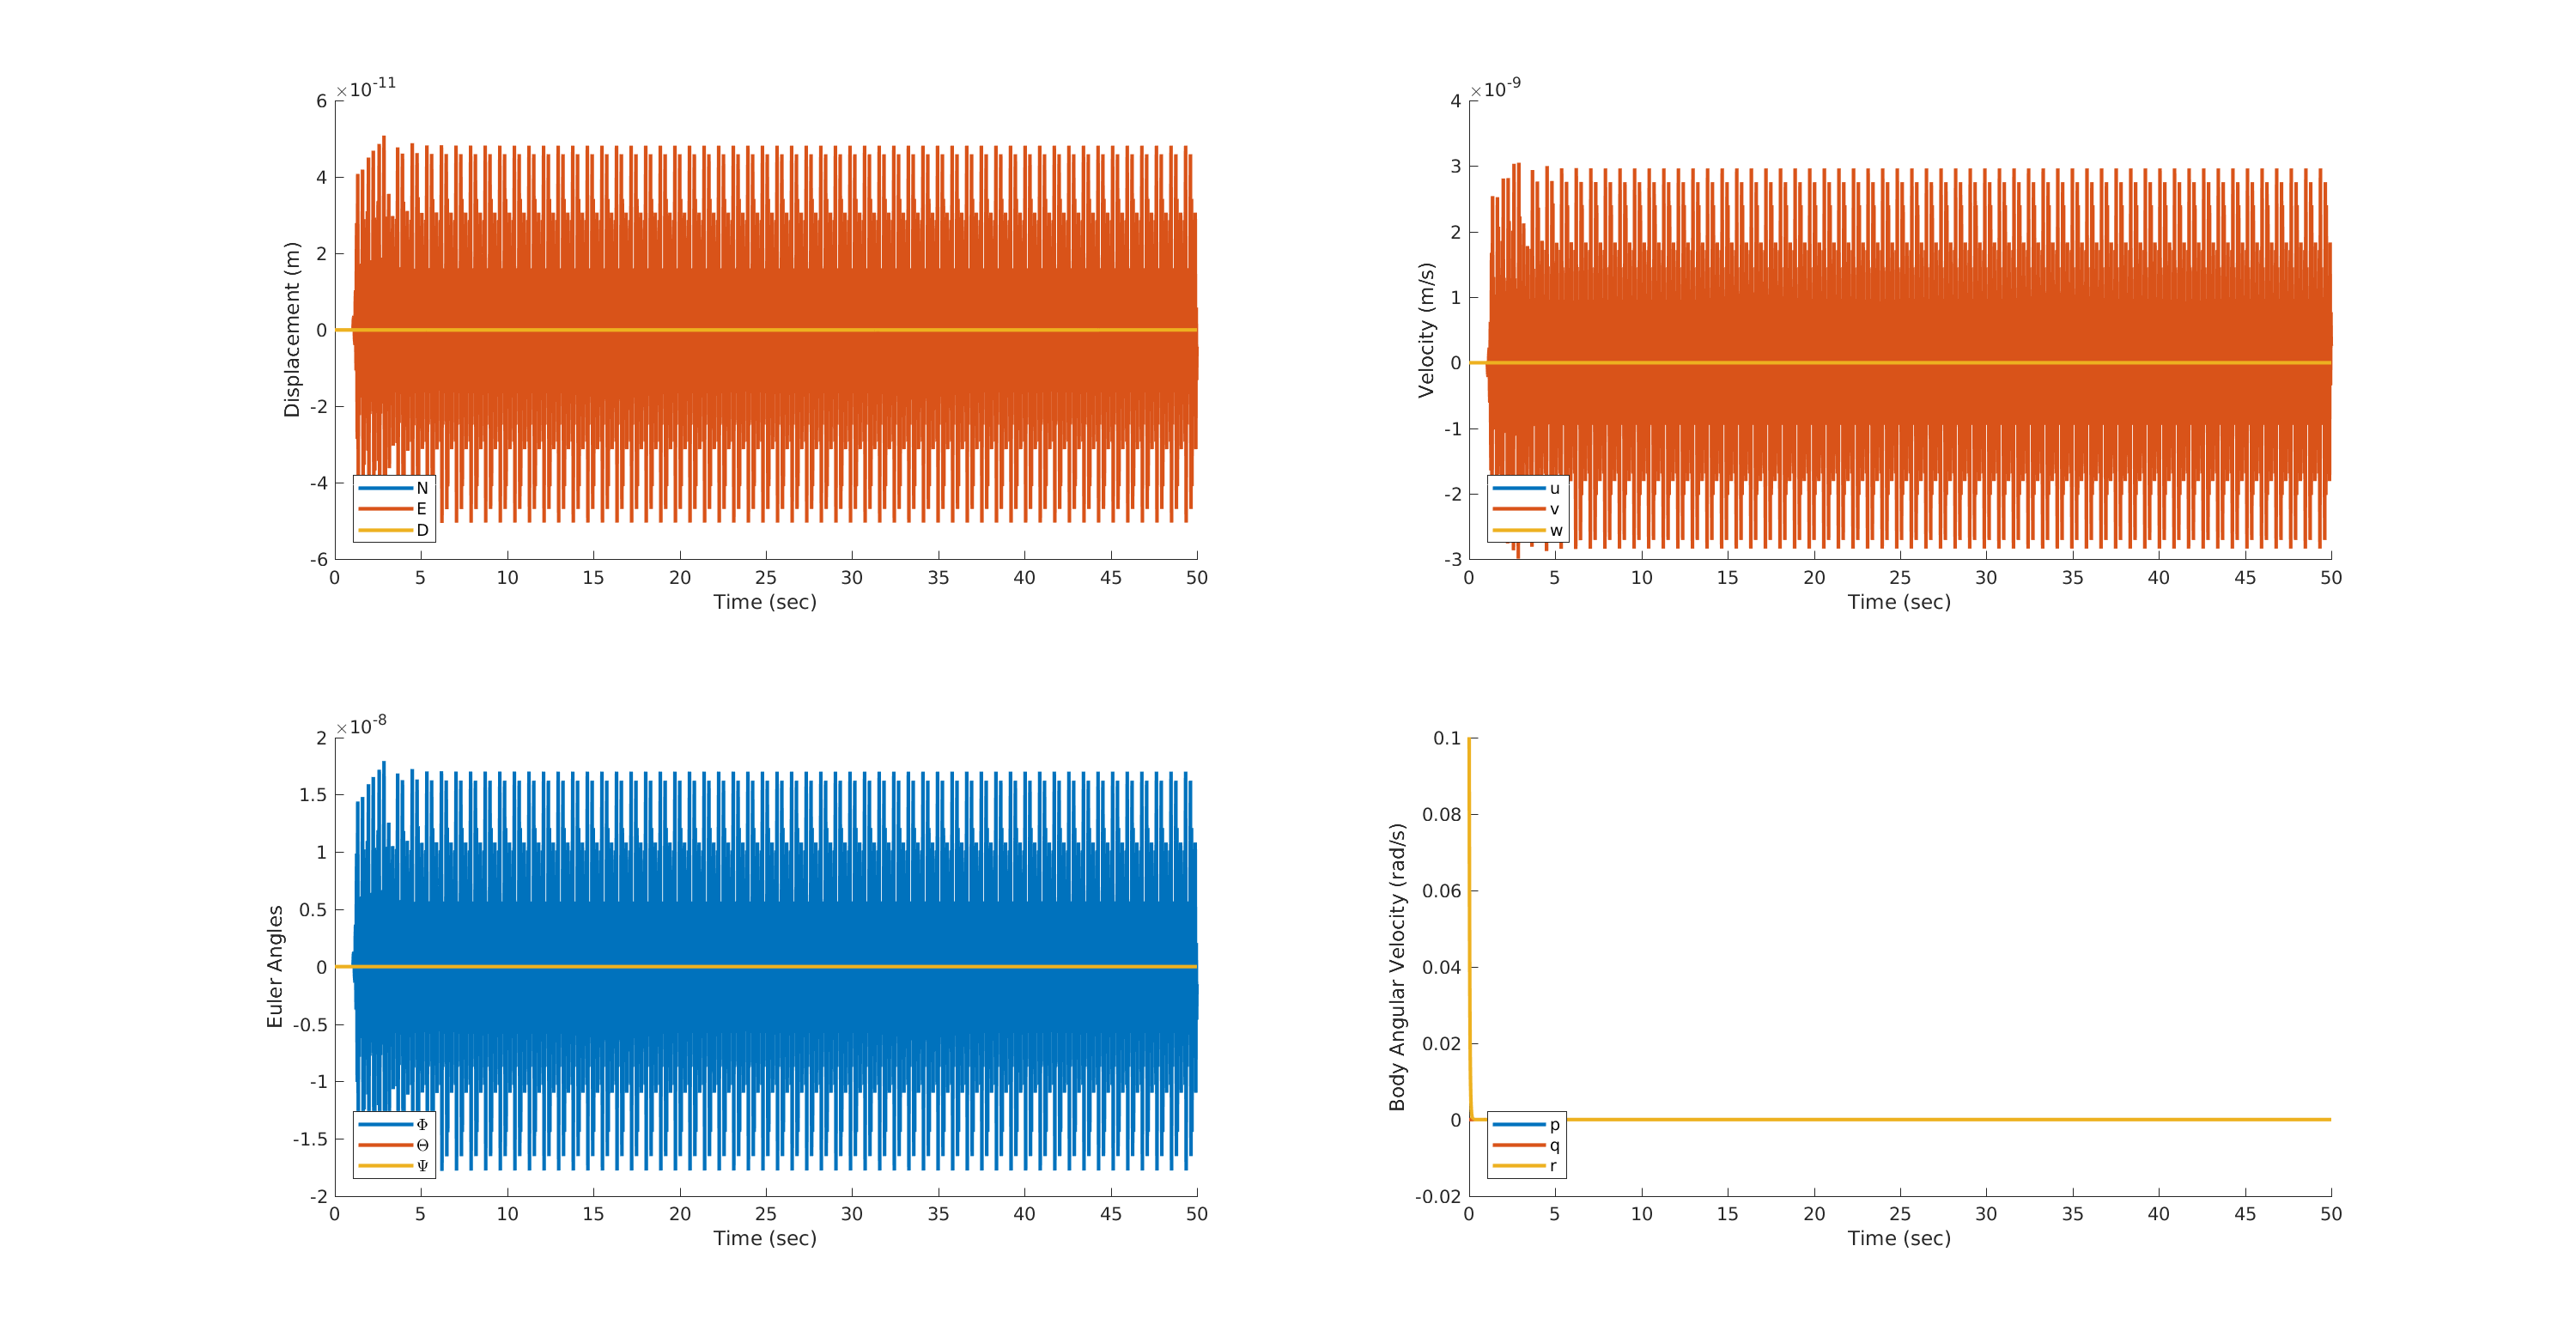 ×10-11
6
4
2
0
-2
-4
-6
Displacement (m)
N
E
D
0 5 10 15 20 25 30 35 40 45 50
Time (sec)
×10-9
4
3
2
1
0
-1
-2
-3
Velocity (m/s)
u
v
w
0 5 10 15 20 25 30 35 40 45 50
Time (sec)
×10-8
2
1.5
1
0.5
0
-0.5
-1
-1.5
-2
Euler Angles
Φ
Θ
Ψ
0 5 10 15 20 25 30 35 40 45 50
Time (sec)
0.1
0.08
0.06
0.04
0.02
0
-0.02
Body Angular Velocity (rad/s)
p
q
r
0 5 10 15 20 25 30 35 40 45 50
Time (sec)